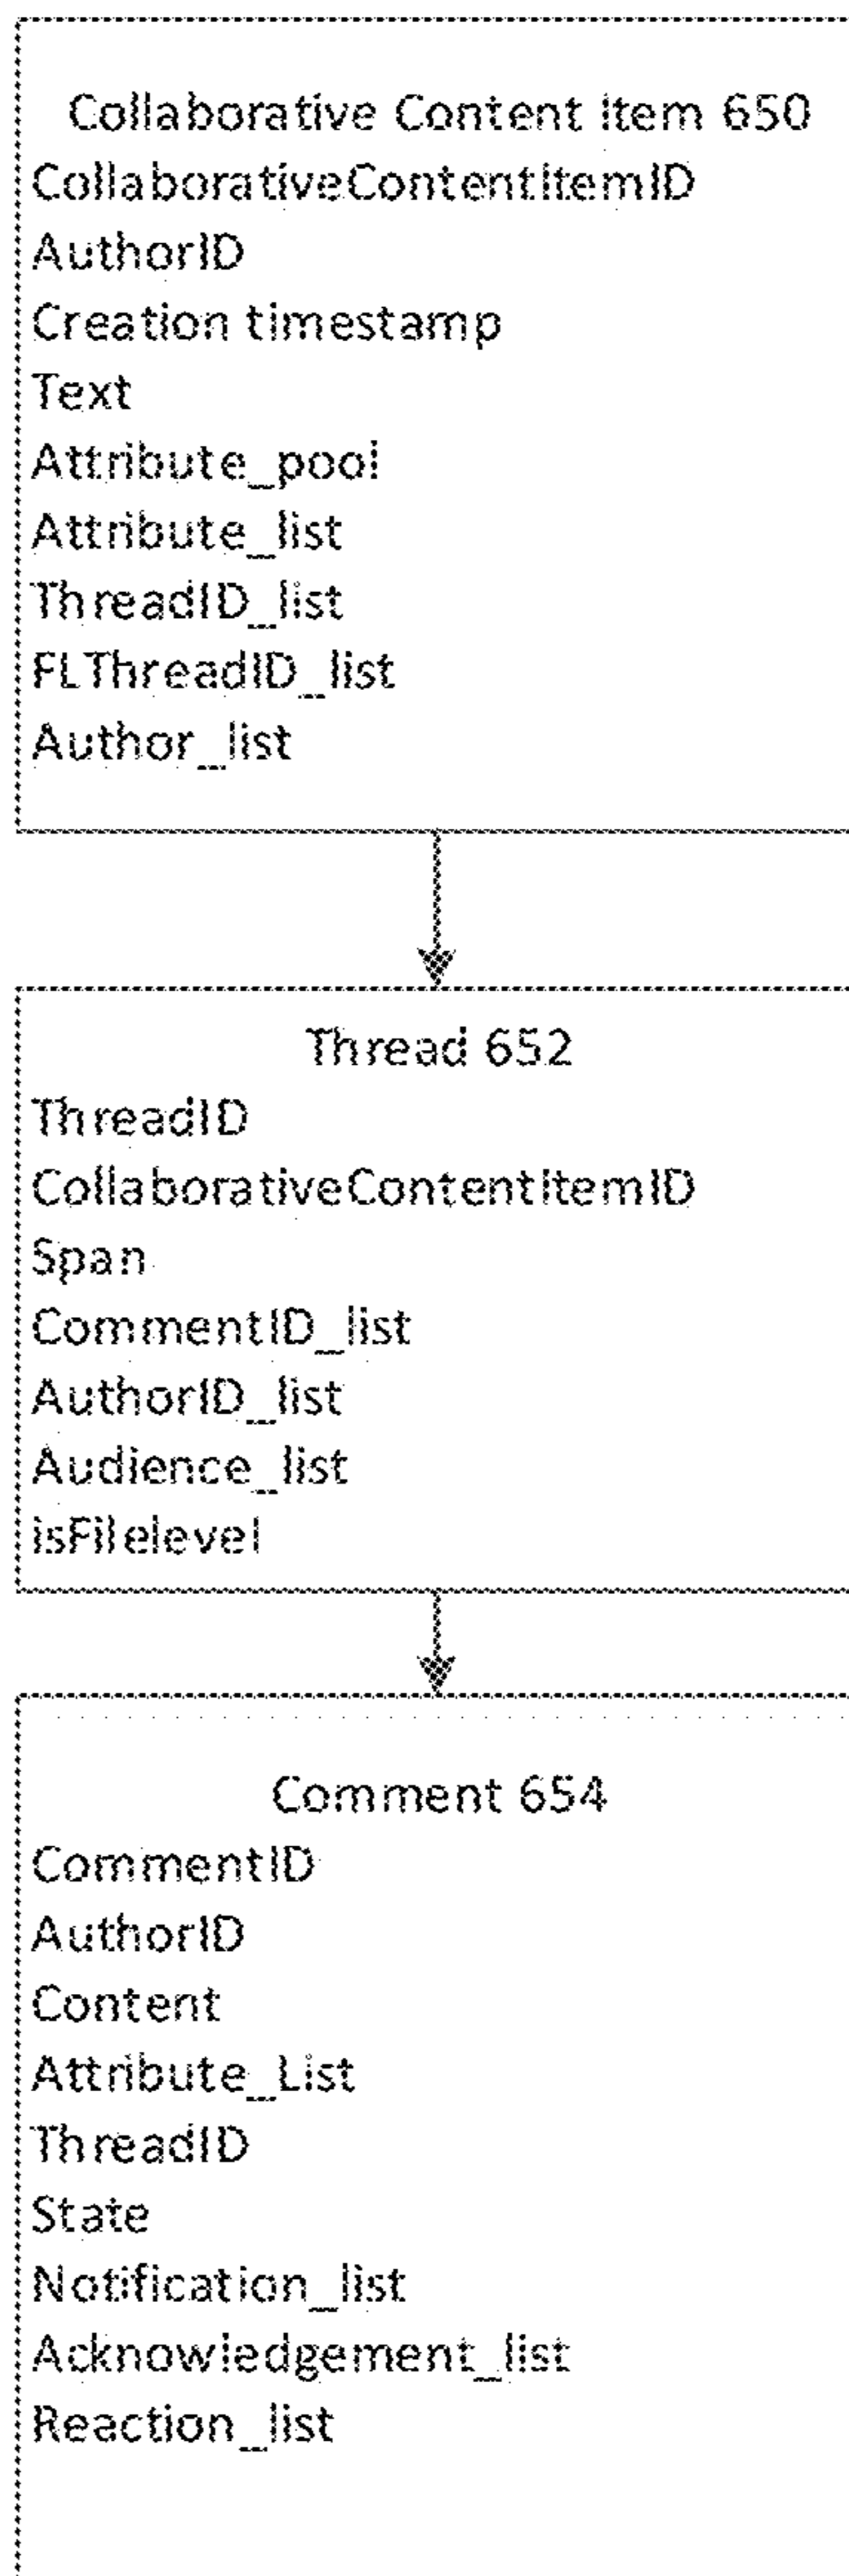 Collaborative Content Item 650
CollaborativeContentItemID
AuthorID
Creation timestamp
Text
Attribute_pool
Attribute_list
ThreadID_list
FLThreadID_list
Author_list
Thread 652
ThreadID
CollaborativeContentItemID
Span
CommentID_list
AuthorID_list
Audience_list
isFilelevel
Comment 654
CommentID
AuthorID
Content
Attribute_List
ThreadID
State
Notification_list
Acknowledgement_list
Reaction_list